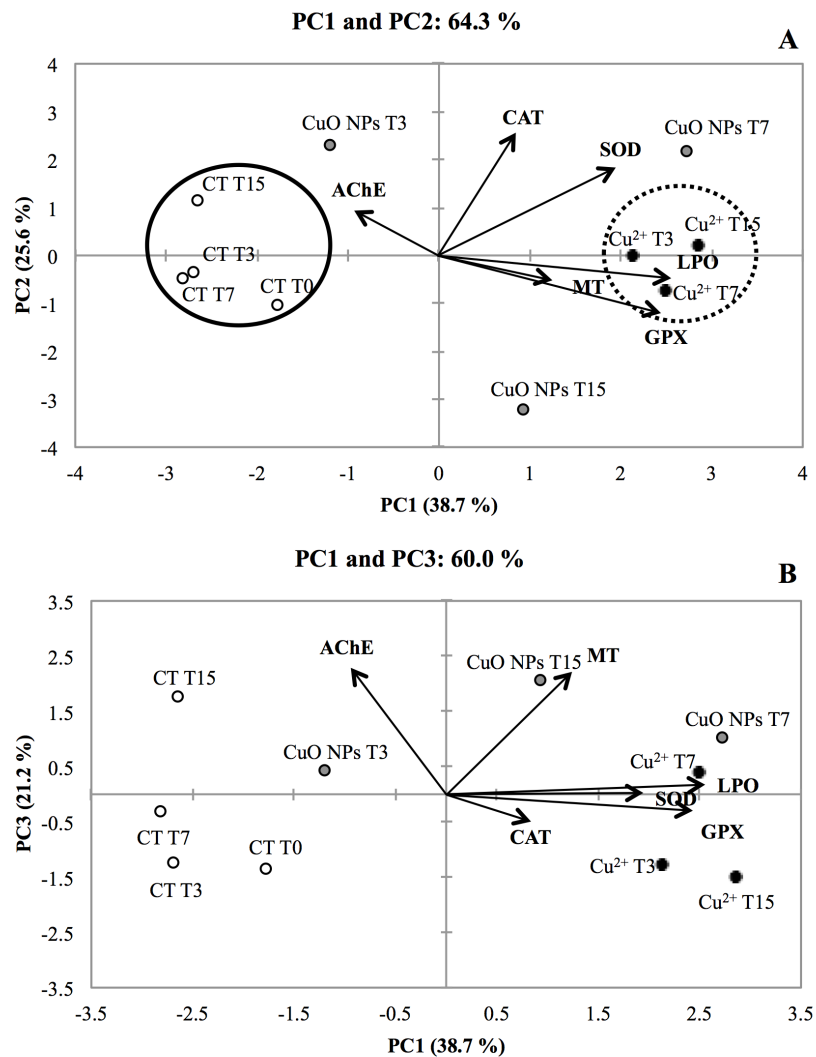 PC1 and PC2: 64.3 %
A
4
3
2
1
0
-1
-2
-3
-4
PC2 (25.6 %)
CuO NPs T3
CAT
CuO NPs T7
SOD
CT T15
AChE
Cu²⁺ T15
Cu²⁺ T3
CT T3
LPO
CT T7
CT T0
MT
Cu²⁺ T7
GPX
CuO NPs T15
-4 -3 -2 -1 0 1 2 3 4
PC1 (38.7 %)
PC1 and PC3: 60.0 %
B
3.5
2.5
1.5
0.5
-0.5
-1.5
-2.5
-3.5
PC3 (21.2 %)
AChE
MT
CuO NPs T15
CT T15
CuO NPs T7
CuO NPs T3
Cu²⁺ T7
LPO
SOD
CT T7
CAT
GPX
CT T0
Cu²⁺ T3
CT T3
Cu²⁺ T15
-3.5 -2.5 -1.5 -0.5 0.5 1.5 2.5 3.5
PC1 (38.7 %)